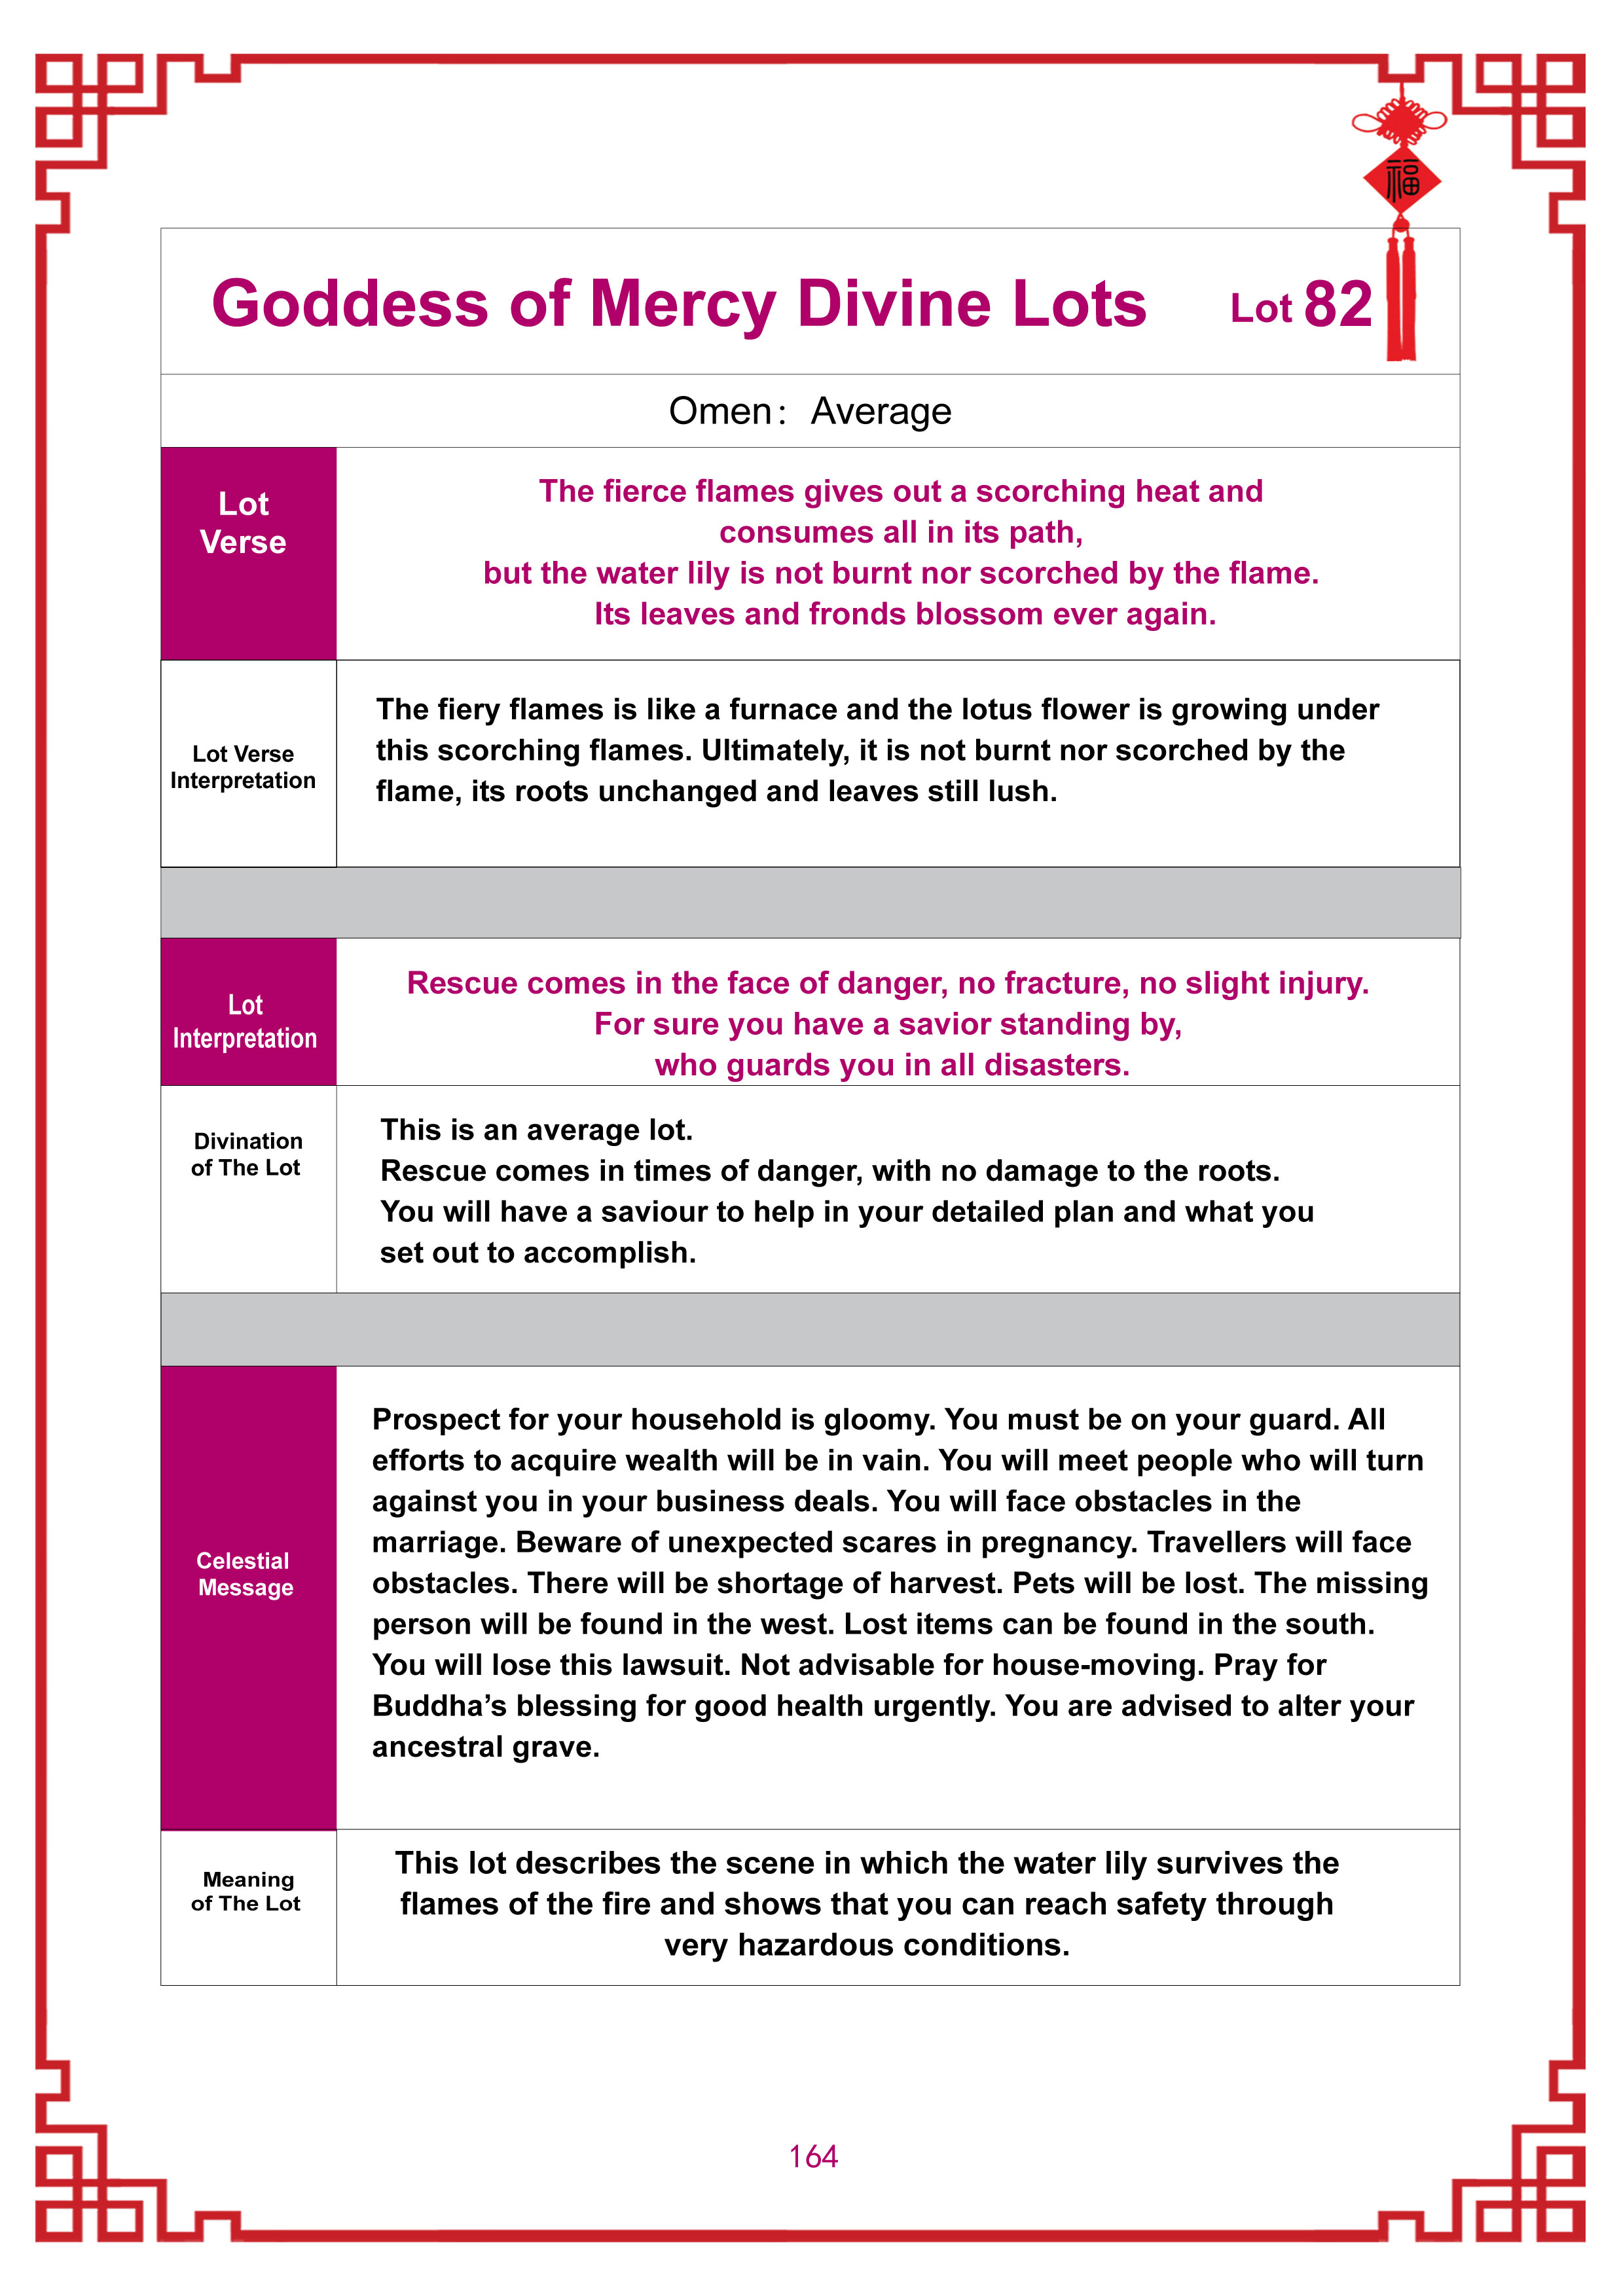 福
Goddess of Mercy Divine Lots Lot 82
Omen： Average
Lot
Verse
The fierce flames gives out a scorching heat and
consumes all in its path,
but the water lily is not burnt nor scorched by the flame.
Its leaves and fronds blossom ever again.
Lot Verse
Interpretation
The fiery flames is like a furnace and the lotus flower is growing under
this scorching flames. Ultimately, it is not burnt nor scorched by the
flame, its roots unchanged and leaves still lush.
Lot
Interpretation
Rescue comes in the face of danger, no fracture, no slight injury.
For sure you have a savior standing by,
who guards you in all disasters.
Divination
of The Lot
This is an average lot.
Rescue comes in times of danger, with no damage to the roots.
You will have a saviour to help in your detailed plan and what you
set out to accomplish.
Celestial
Message
Prospect for your household is gloomy. You must be on your guard. All
efforts to acquire wealth will be in vain. You will meet people who will turn
against you in your business deals. You will face obstacles in the
marriage. Beware of unexpected scares in pregnancy. Travellers will face
obstacles. There will be shortage of harvest. Pets will be lost. The missing
person will be found in the west. Lost items can be found in the south.
You will lose this lawsuit. Not advisable for house-moving. Pray for
Buddha’s blessing for good health urgently. You are advised to alter your
ancestral grave.
Meaning
of The Lot
This lot describes the scene in which the water lily survives the
flames of the fire and shows that you can reach safety through
very hazardous conditions.
164